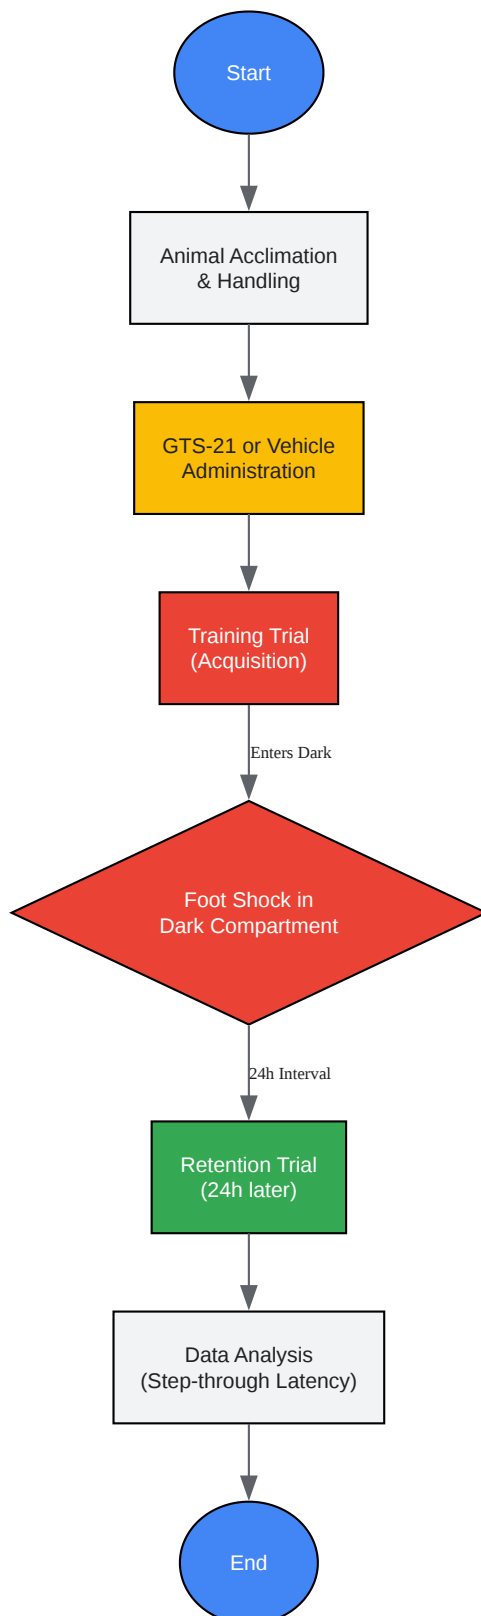 Start
Animal Acclimation
& Handling
GTS-21 or Vehicle
Administration
Training Trial
(Acquisition)
Enters Dark
Foot Shock in
Dark Compartment
24h Interval
Retention Trial
(24h later)
Data Analysis
(Step-through Latency)
End